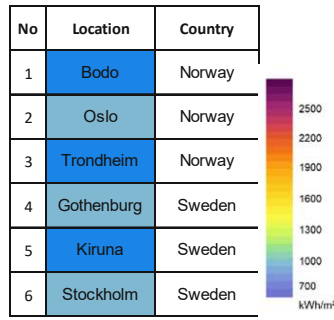 No Location Country
1 Bodo Norway
2 Oslo Norway
3 Trondheim Norway
4 Gothenburg Sweden
5 Kiruna Sweden
6 Stockholm Sweden
2500
2200
1900
1600
1300
1000
700
kWh/m²